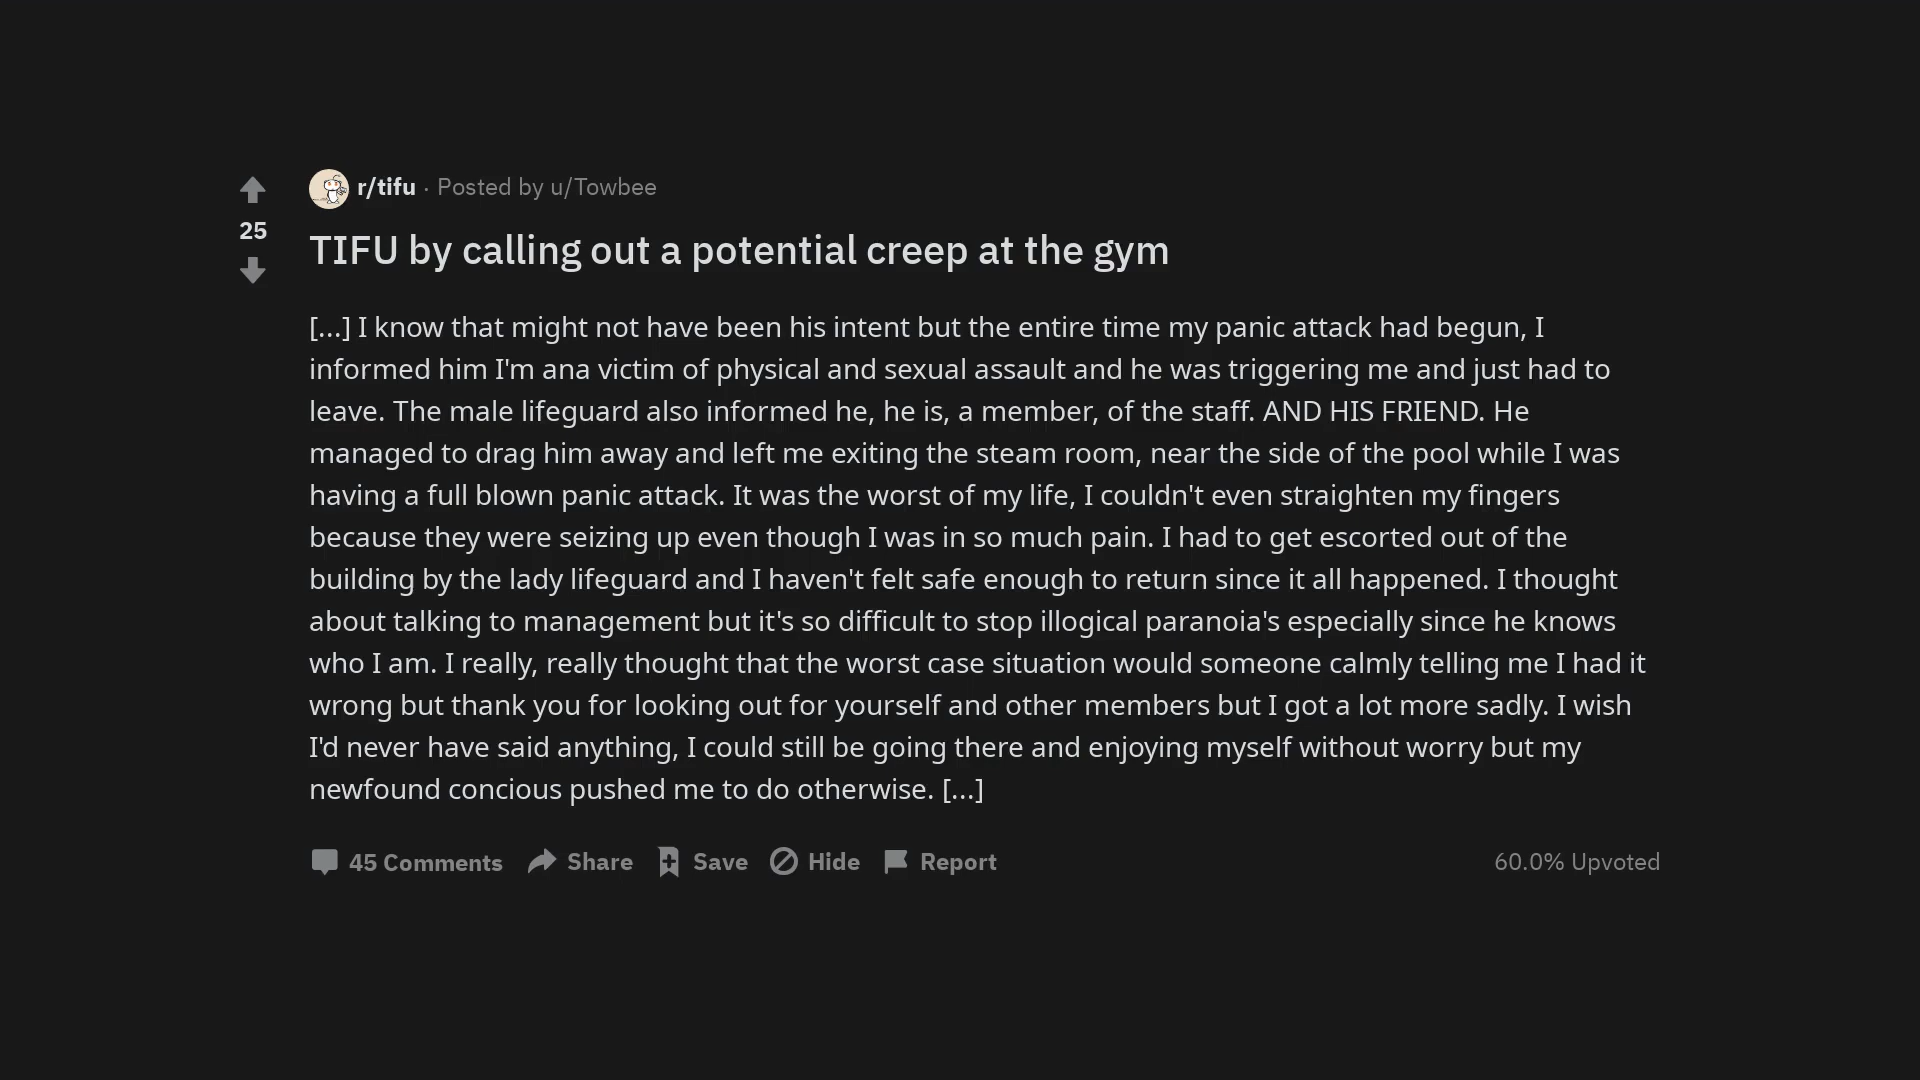 r/tifu · Posted by u/Towbee
25
TIFU by calling out a potential creep at the gym
[...] I know that might not have been his intent but the entire time my panic attack had begun, I
informed him I'm ana victim of physical and sexual assault and he was triggering me and just had to
leave. The male lifeguard also informed he, he is, a member, of the staff. AND HIS FRIEND. He
managed to drag him away and left me exiting the steam room, near the side of the pool while I was
having a full blown panic attack. It was the worst of my life, I couldn't even straighten my fingers
because they were seizing up even though I was in so much pain. I had to get escorted out of the
building by the lady lifeguard and I haven't felt safe enough to return since it all happened. I thought
about talking to management but it's so difficult to stop illogical paranoia's especially since he knows
who I am. I really, really thought that the worst case situation would someone calmly telling me I had it
wrong but thank you for looking out for yourself and other members but I got a lot more sadly. I wish
I'd never have said anything, I could still be going there and enjoying myself without worry but my
newfound concious pushed me to do otherwise. [...]
45 Comments Share Save Hide Report 60.0% Upvoted